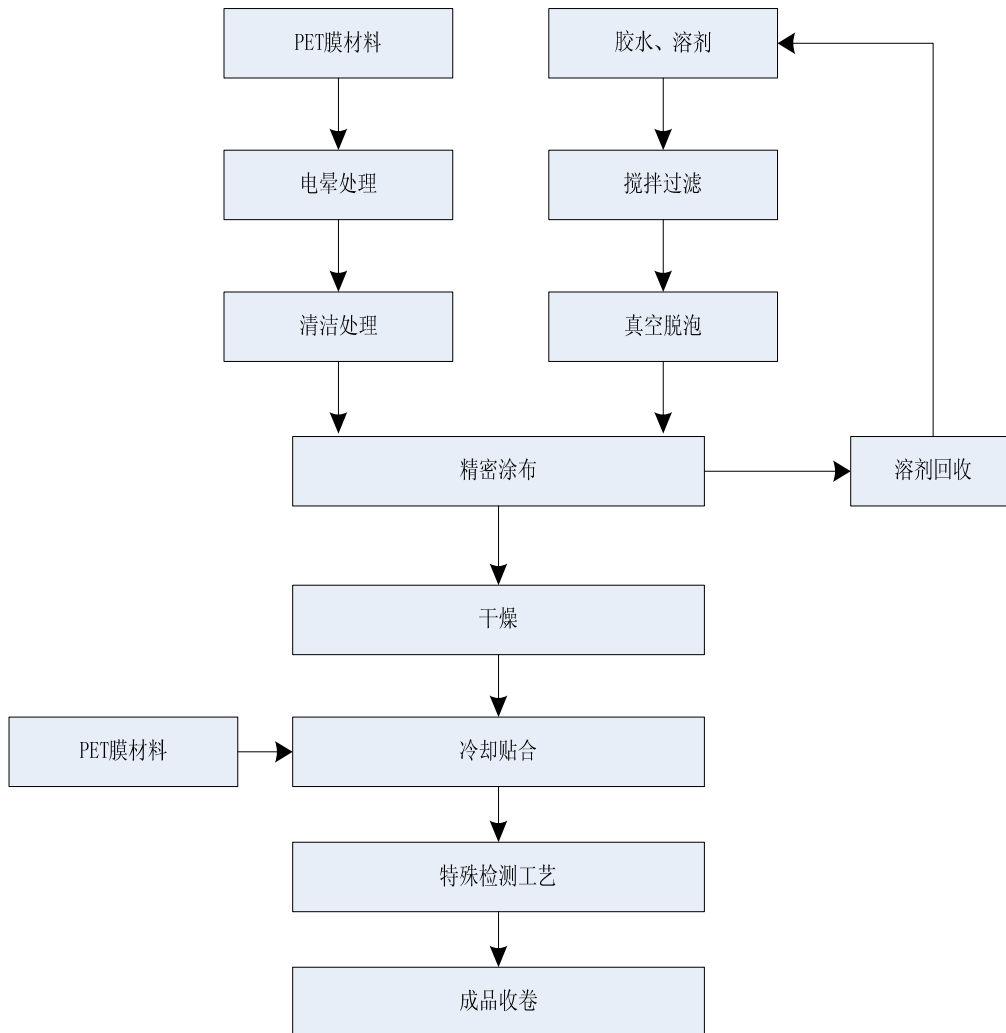 PET膜材料
胶水、溶剂
电晕处理
搅拌过滤
清洁处理
真空脱泡
精密涂布
溶剂回收
干燥
PET膜材料
冷却贴合
特殊检测工艺
成品收卷